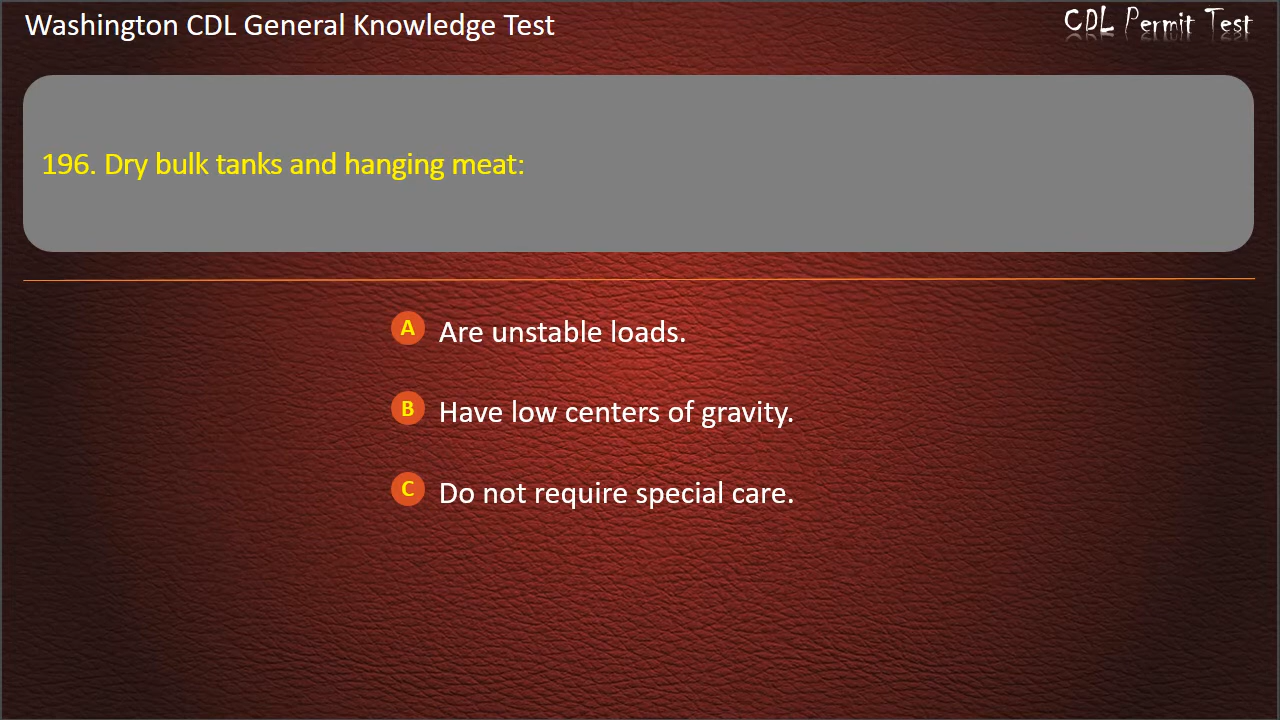 Washington CDL General Knowledge Test
CDL Permit Test
196. Dry bulk tanks and hanging meat:
A Are unstable loads.
B Have low centers of gravity.
C Do not require special care.